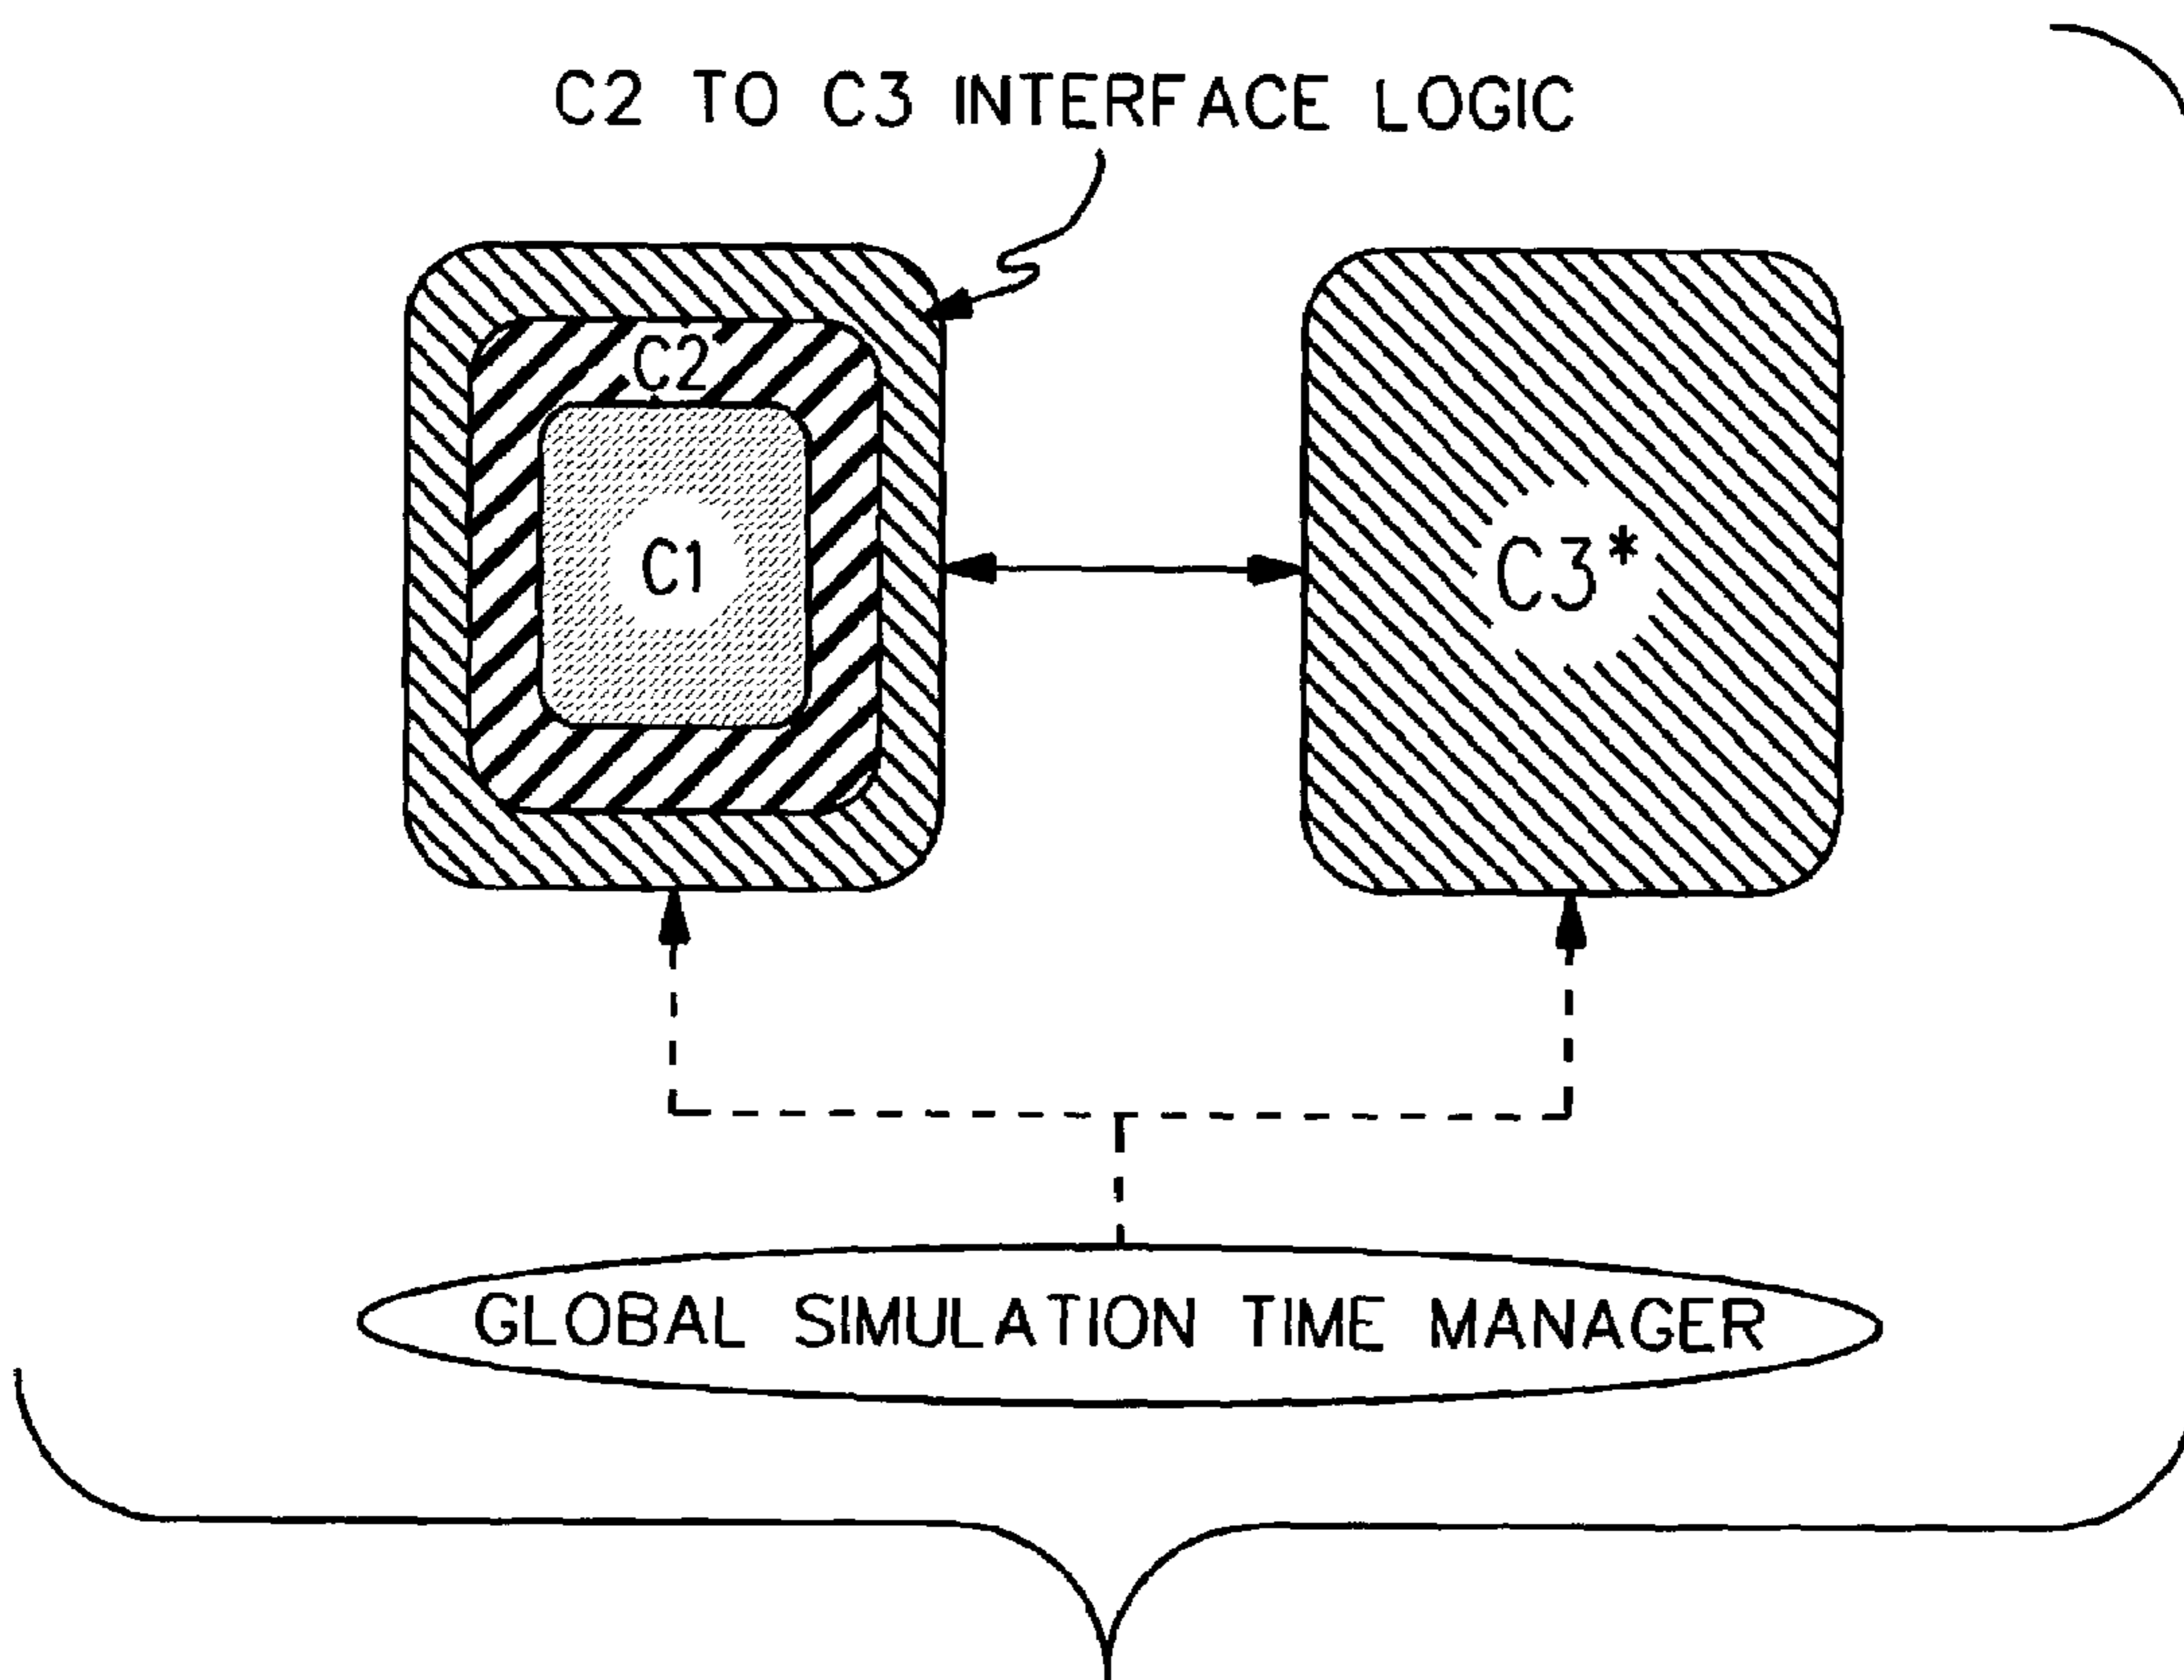 C2 TO C3 INTERFACE LOGIC
C2
C1
C3*
GLOBAL SIMULATION TIME MANAGER